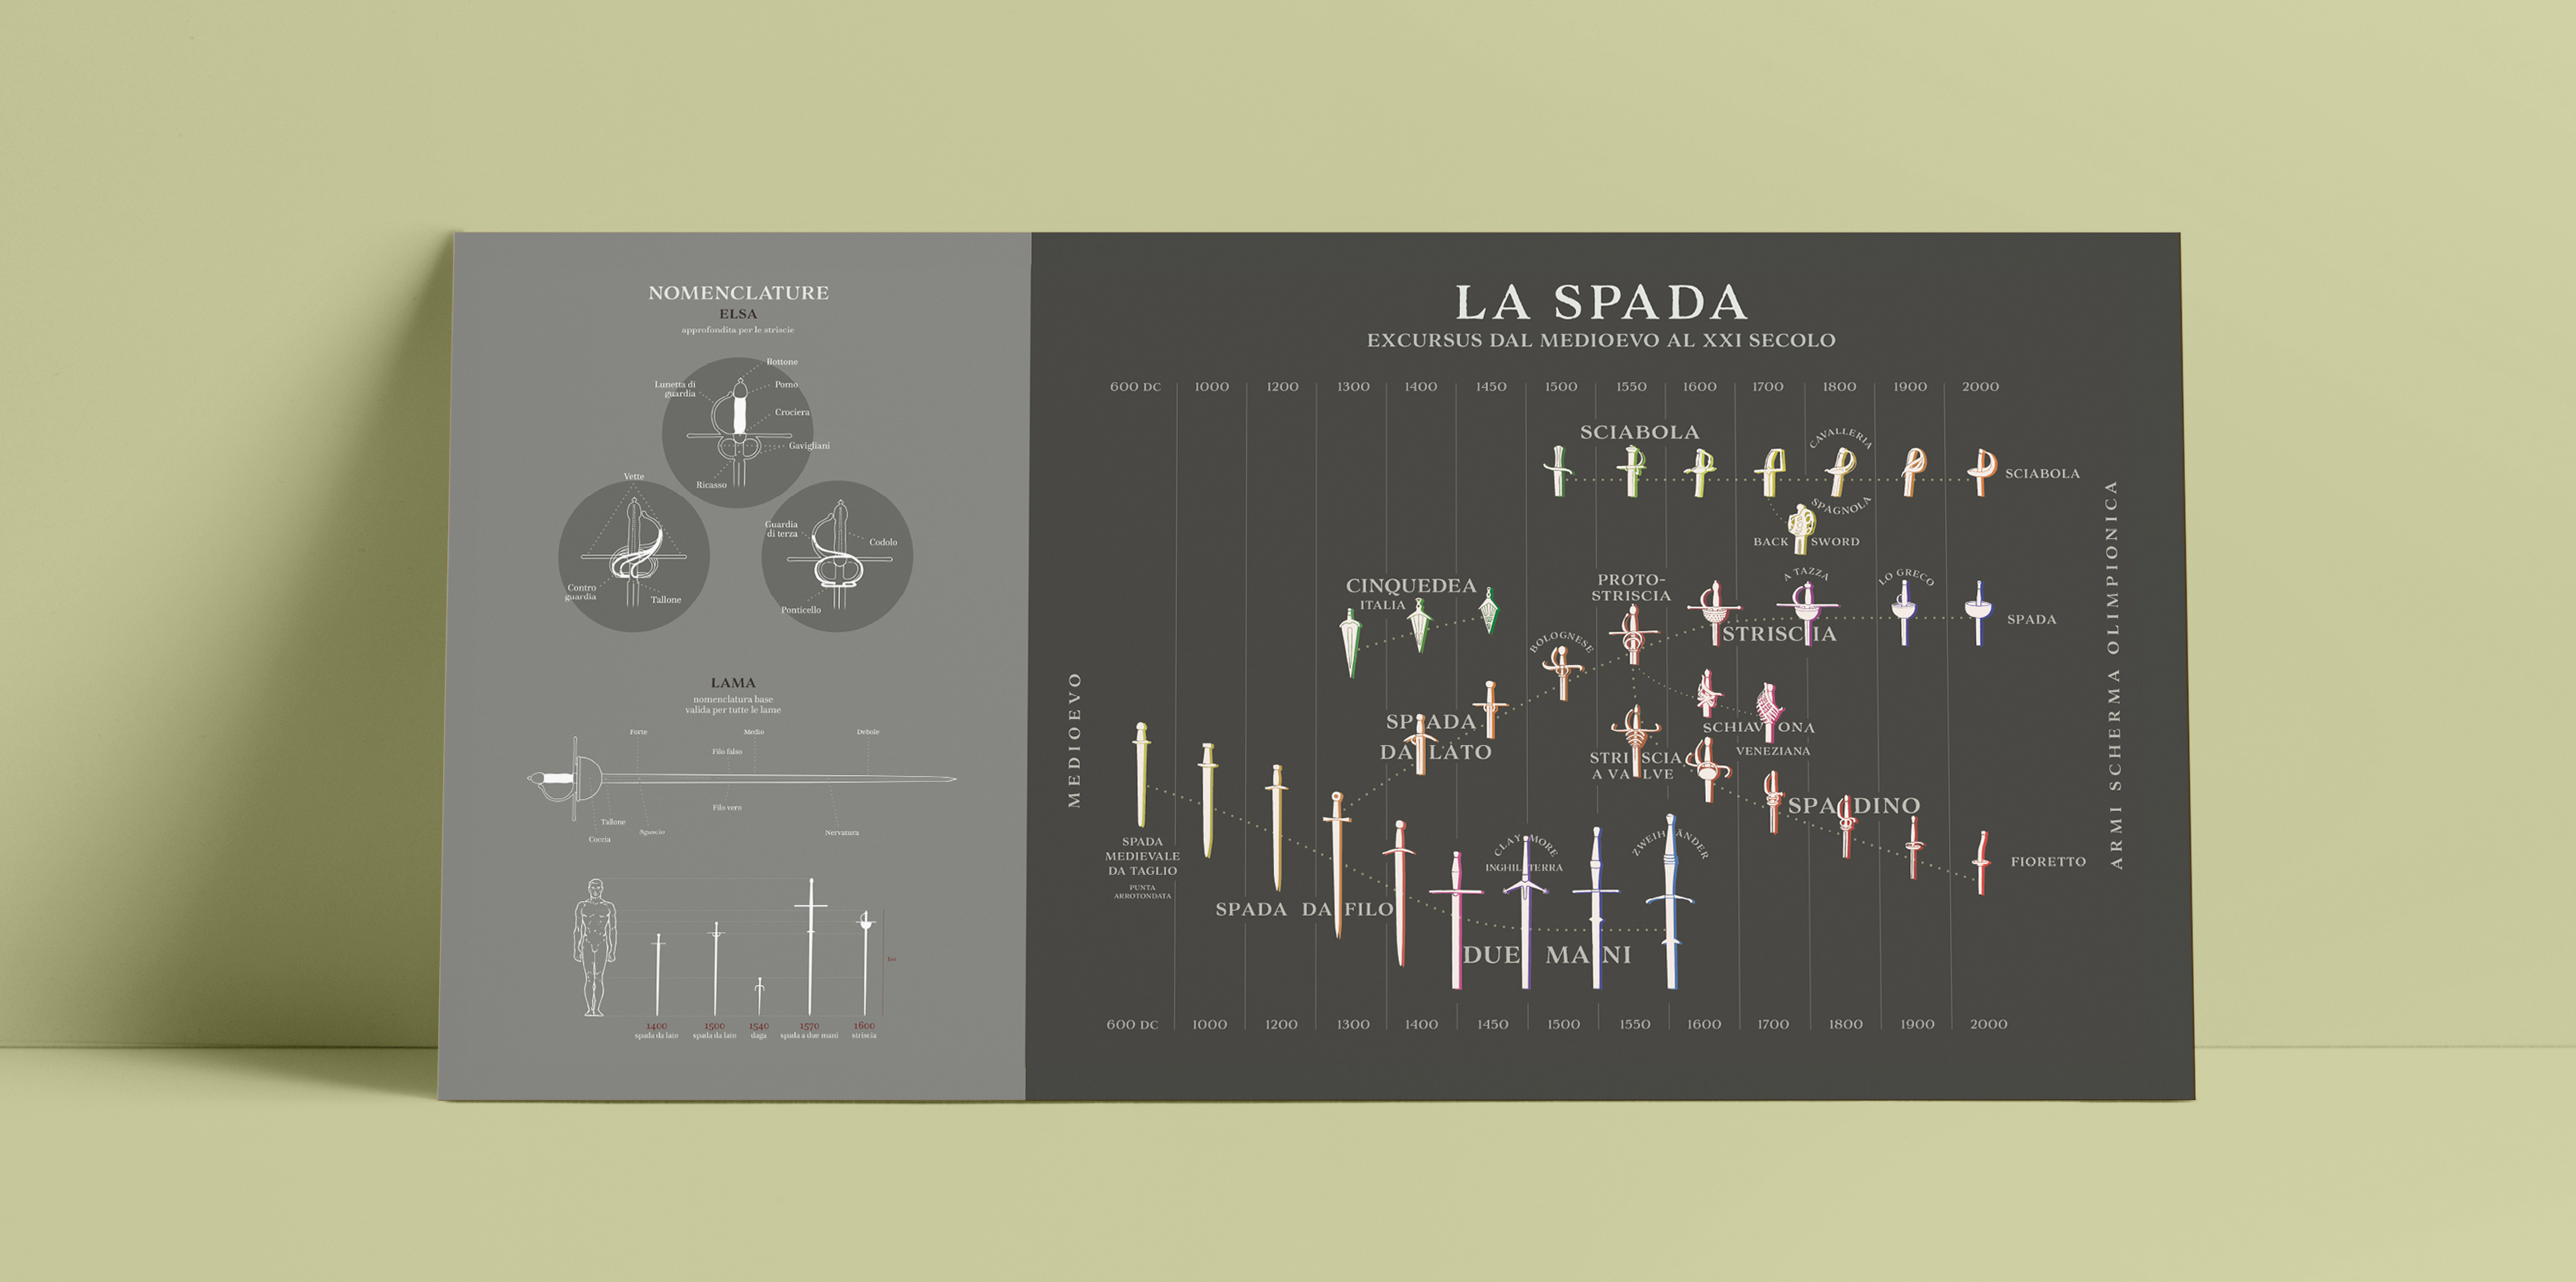 NOMENCLATURE
ELSA
approfondita per le striscie
Bottone
Lunetta di
guardia
Pomo
Crociera
Gavigliani
Ricasso
Vette
Contro
guardia
Tallone
Guardia
di terza
Codolo
Ponticello
LAMA
nomenclatura base
valida per tutte le lame
Forte
Medio
Debole
Filo falso
Filo vero
Tallone
Sguscio
Coccia
Nervatura
1400
spada da lato
1500
spada da lato
1540
daga
1570
spada a due mani
1600
striscia
LA SPADA
EXCURSUS DAL MEDIOEVO AL XXI SECOLO
600 DC 1000 1200 1300 1400 1450 1500 1550 1600 1700 1800 1900 2000
SCIABOLA
CAVALLERIA
SCIABOLA
SPAGNOLA
BACK SWORD
CINQUEDEA
ITALIA
PROTO-
STRISCIA
A TAZZA
LO GRECO
SPADA
STRISCIA
BOLOGNESE
SPADA
DA LATO
STRISCIA
A VALVE
SCHIAVONA
VENEZIANA
SPADINO
FIORETTO
MEDIOEVO
SPADA
MEDIEVALE
DA TAGLIO
PUNTA
ARROTONDATA
SPADA DA FILO
CLAYMORE
INGHILTERRA
ZWEIHÄNDER
DUE MANI
ARMI SCHERMA OLIMPIONICA
600 DC 1000 1200 1300 1400 1450 1500 1550 1600 1700 1800 1900 2000